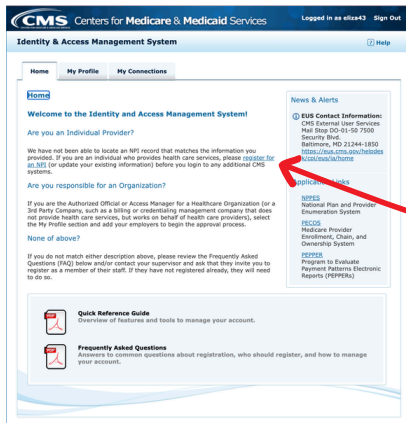 CMS Centers for Medicare & Medicaid Services
Logged in as eliza43 Sign Out
Identity & Access Management System
? Help
Home My Profile My Connections
Home
Welcome to the Identity and Access Management System!
Are you an Individual Provider?
We have not been able to locate an NPI record that matches the information you
provided. If you are an individual who provides health care services, please register for
an NPI (or update your existing information) before you login to any additional CMS
systems.
Are you responsible for an Organization?
If you are the Authorized Official or Access Manager for a Healthcare Organization (or a
3rd Party Company, such as a billing or credentialing management company that does
not provide health care services, but works on behalf of health care providers), select
the My Profile section and add your employers to begin the approval process.
None of above?
If you do not match either description above, please review the Frequently Asked
Questions (FAQ) below and/or contact your supervisor and ask that they invite you to
register as a member of their staff. If they have not registered already, they will need
to do so.
News & Alerts
EUS Contact Information:
CMS External User Services
Mail Stop DO-01-50 7500
Security Blvd.
Baltimore, MD 21244-1850
https://eus.cms.gov/helpdes
k/cpi/eus/ia/home
Application Links
NPPES
National Plan and Provider
Enumeration System
PECOS
Medicare Provider
Enrollment, Chain, and
Ownership System
PEPPER
Program to Evaluate
Payment Patterns Electronic
Reports (PEPPERs)
Quick Reference Guide
Overview of features and tools to manage your account.
Frequently Asked Questions
Answers to common questions about registration, who should register, and how to manage
your account.